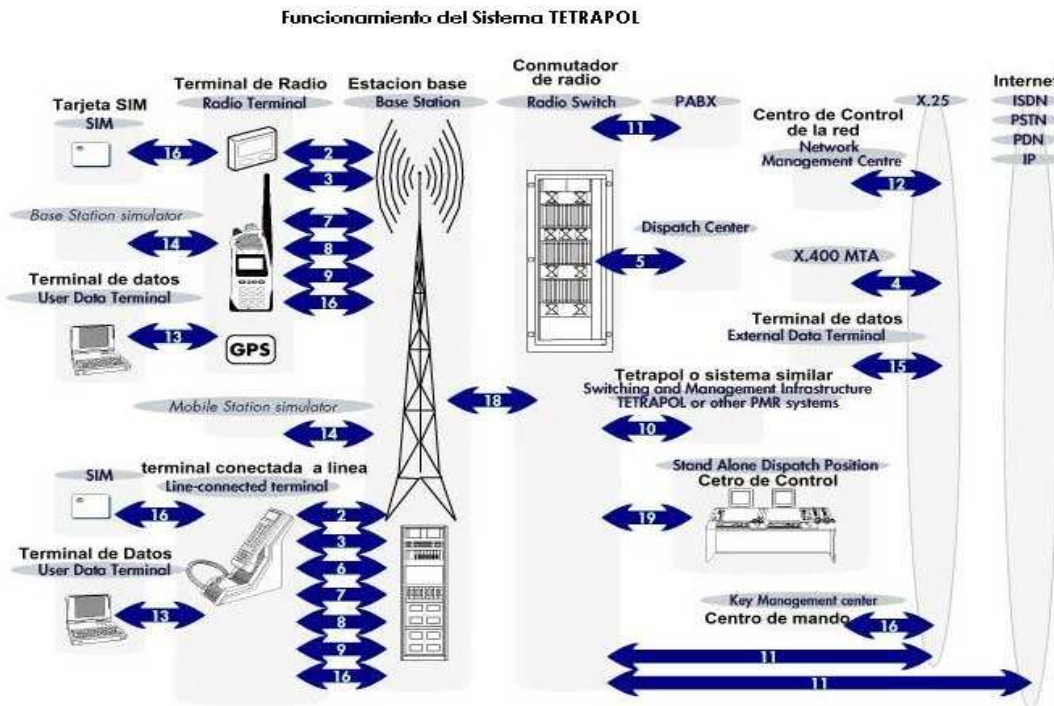 Funcionamiento del Sistema TETRAPOL
Tarjeta SIM
SIM
Terminal de Radio
Radio Terminal
Estacion base
Base Station
Conmutador
de radio
Radio Switch
PABX
X.25
Internet
ISDN
PSTN
PDN
IP
11
Centro de Control
de la red
Network
Management Centre
12
16
2
3
Base Station simulator
14
7
8
9
16
Dispatch Center
5
X.400 MTA
4
Terminal de datos
User Data Terminal
13
GPS
Terminal de datos
External Data Terminal
15
Mobile Station simulator
14
18
Tetrapol o sistema similar
Switching and Management Infrastructure
TETRAPOL or other PMR systems
10
SIM
16
terminal conectada a linea
Line-connected terminal
2
3
6
7
8
9
16
Stand Alone Dispatch Position
Cetro de Control
19
Terminal de Datos
User Data Terminal
13
Key Management center
Centro de mando
16
11
11